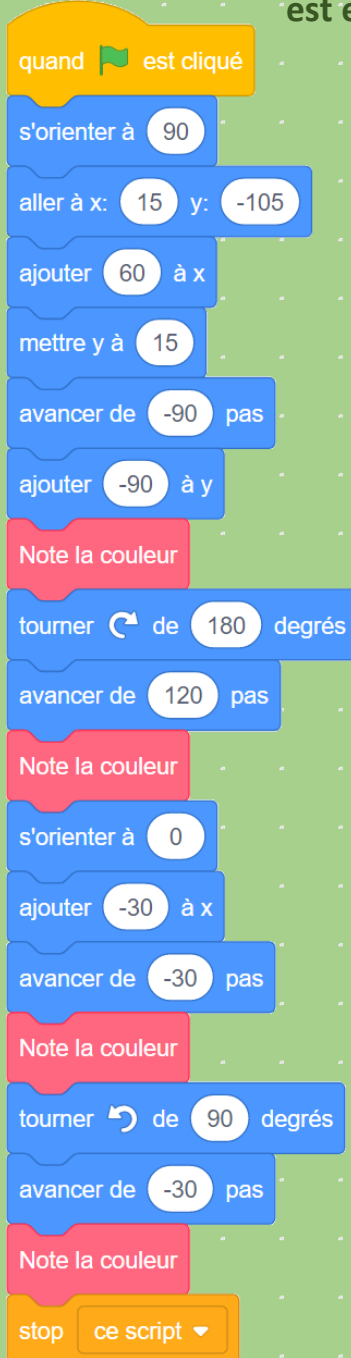 est e
quand est cliqué
s'orienter à 90
aller à x: 15 y: -105
ajouter 60 à x
mettre y à 15
avancer de -90 pas
ajouter -90 à y
Note la couleur
tourner de 180 degrés
avancer de 120 pas
Note la couleur
s'orienter à 0
ajouter -30 à x
avancer de -30 pas
Note la couleur
tourner de 90 degrés
avancer de -30 pas
Note la couleur
stop ce script